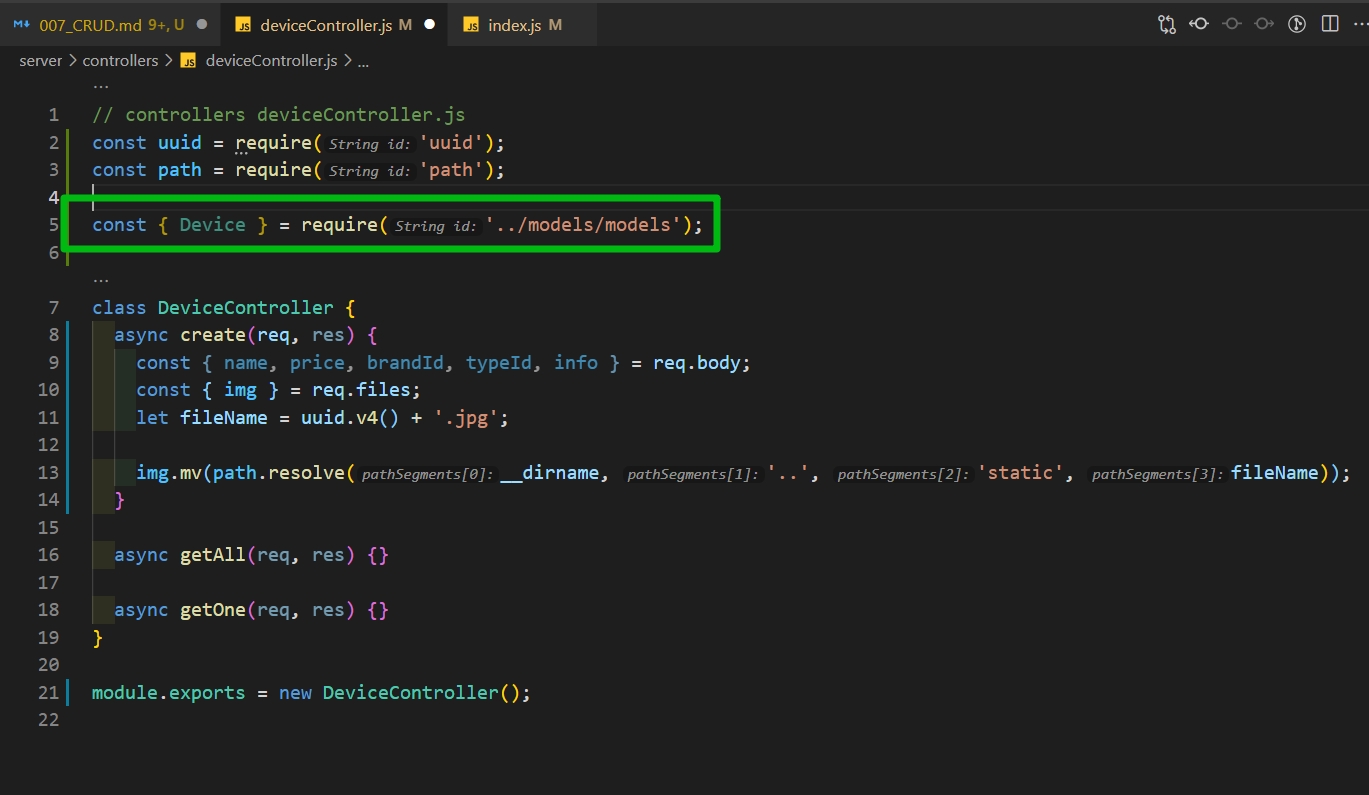 007_CRUD.md 9+, U
JS deviceController.js M
JS index.js M
server > controllers > JS deviceController.js > ...
...
1 // controllers deviceController.js
2 const uuid = require(String id: 'uuid');
3 const path = require(String id: 'path');
4
5 const { Device } = require(String id: '../models/models');
6
...
7 class DeviceController {
8 async create(req, res) {
9 const { name, price, brandId, typeId, info } = req.body;
10 const { img } = req.files;
11 let fileName = uuid.v4() + '.jpg';
12
13 img.mv(path.resolve(pathSegments[0]: __dirname, pathSegments[1]: '..', pathSegments[2]: 'static', pathSegments[3]: fileName));
14 }
15
16 async getAll(req, res) {}
17
18 async getOne(req, res) {}
19 }
20
21 module.exports = new DeviceController();
22